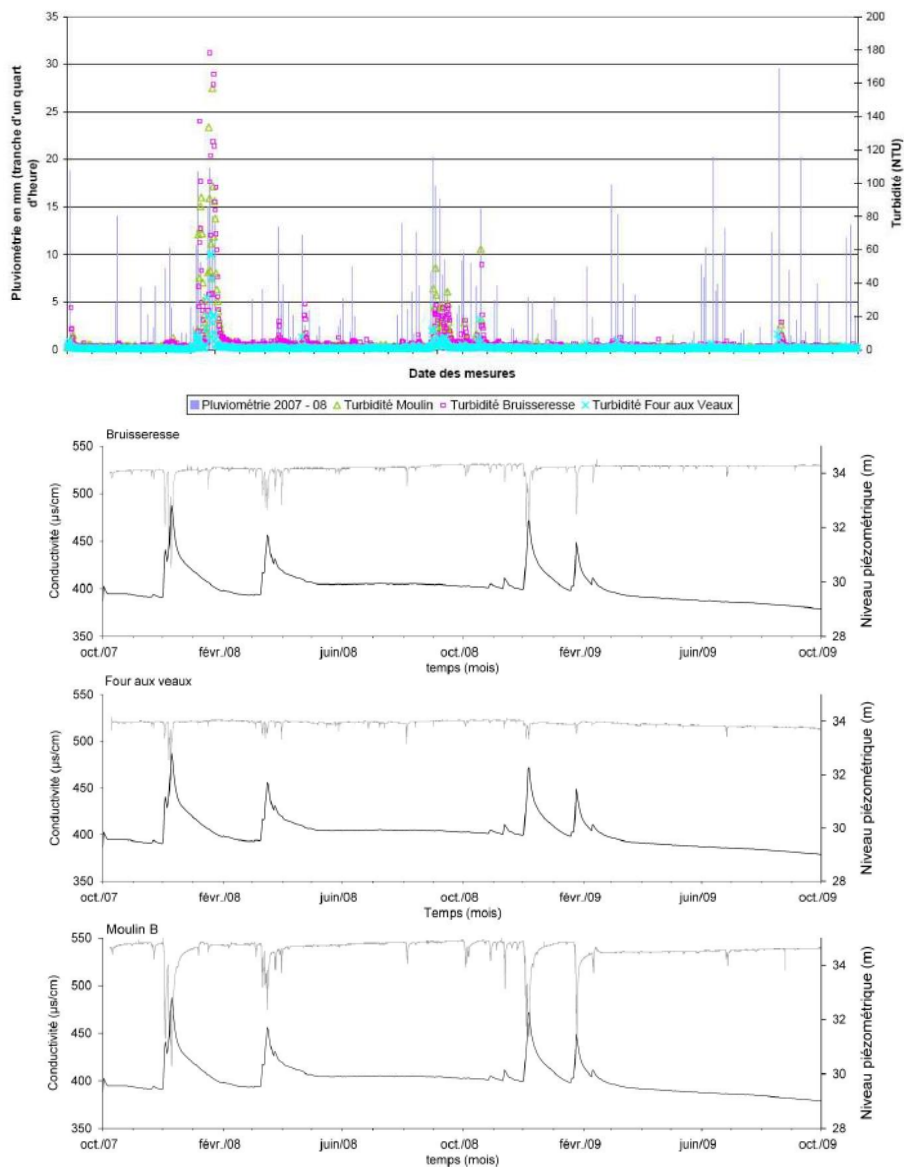 Pluviométrie en mm (tranche d'un quart
d'heure)
35
30
25
20
15
10
5
0
200
180
160
140
120
100
80
60
40
20
0
Turbidité (NTU)
Date des mesures
Pluviométrie 2007 - 08 Turbidité Moulin Turbidité Bruisseresse Turbidité Four aux Veaux
Bruisseresse
Conductivité (µs/cm)
550
500
450
400
350
34
32
30
28
Niveau piézométrique (m)
oct./07 févr./08 juin/08 oct./08 févr./09 juin/09 oct./09
temps (mois)
Four aux veaux
Conductivité (µs/cm)
550
500
450
400
350
34
32
30
28
Niveau piézométrique (m)
oct./07 févr./08 juin/08 oct./08 févr./09 juin/09 oct./09
Temps (mois)
Moulin B
Conductivité (µs/cm)
550
500
450
400
350
34
32
30
28
Niveau piézométrique (m)
oct./07 févr./08 juin/08 oct./08 févr./09 juin/09 oct./09
temps (mois)